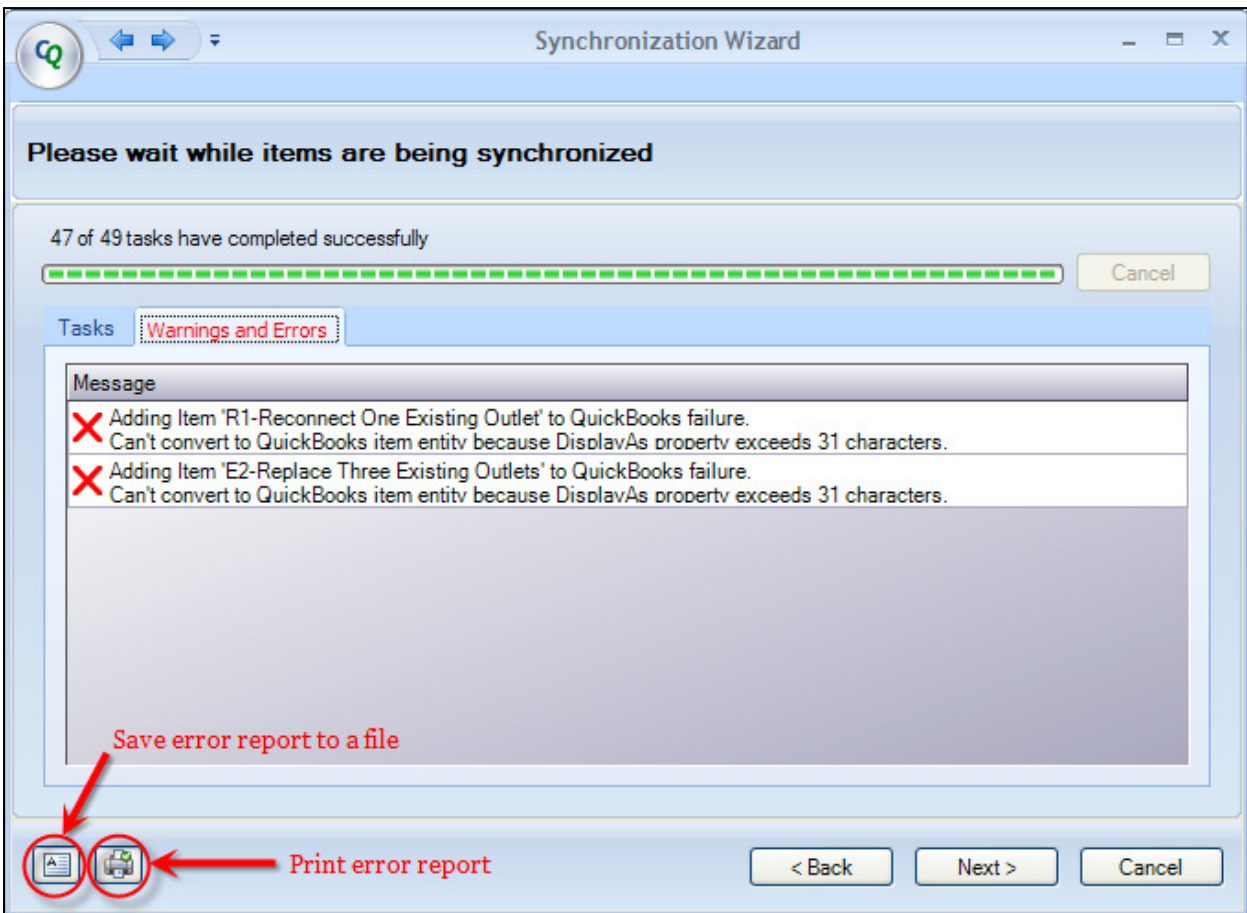 CQ
Synchronization Wizard
Please wait while items are being synchronized
47 of 49 tasks have completed successfully
Cancel
Tasks
Warnings and Errors
Message
Adding Item 'R1-Reconnect One Existing Outlet' to QuickBooks failure.
Can't convert to QuickBooks item entity because DisplayAs property exceeds 31 characters.
Adding Item 'E2-Replace Three Existing Outlets' to QuickBooks failure.
Can't convert to QuickBooks item entity because DisplayAs property exceeds 31 characters.
Save error report to a file
A
Print error report
< Back
Next >
Cancel